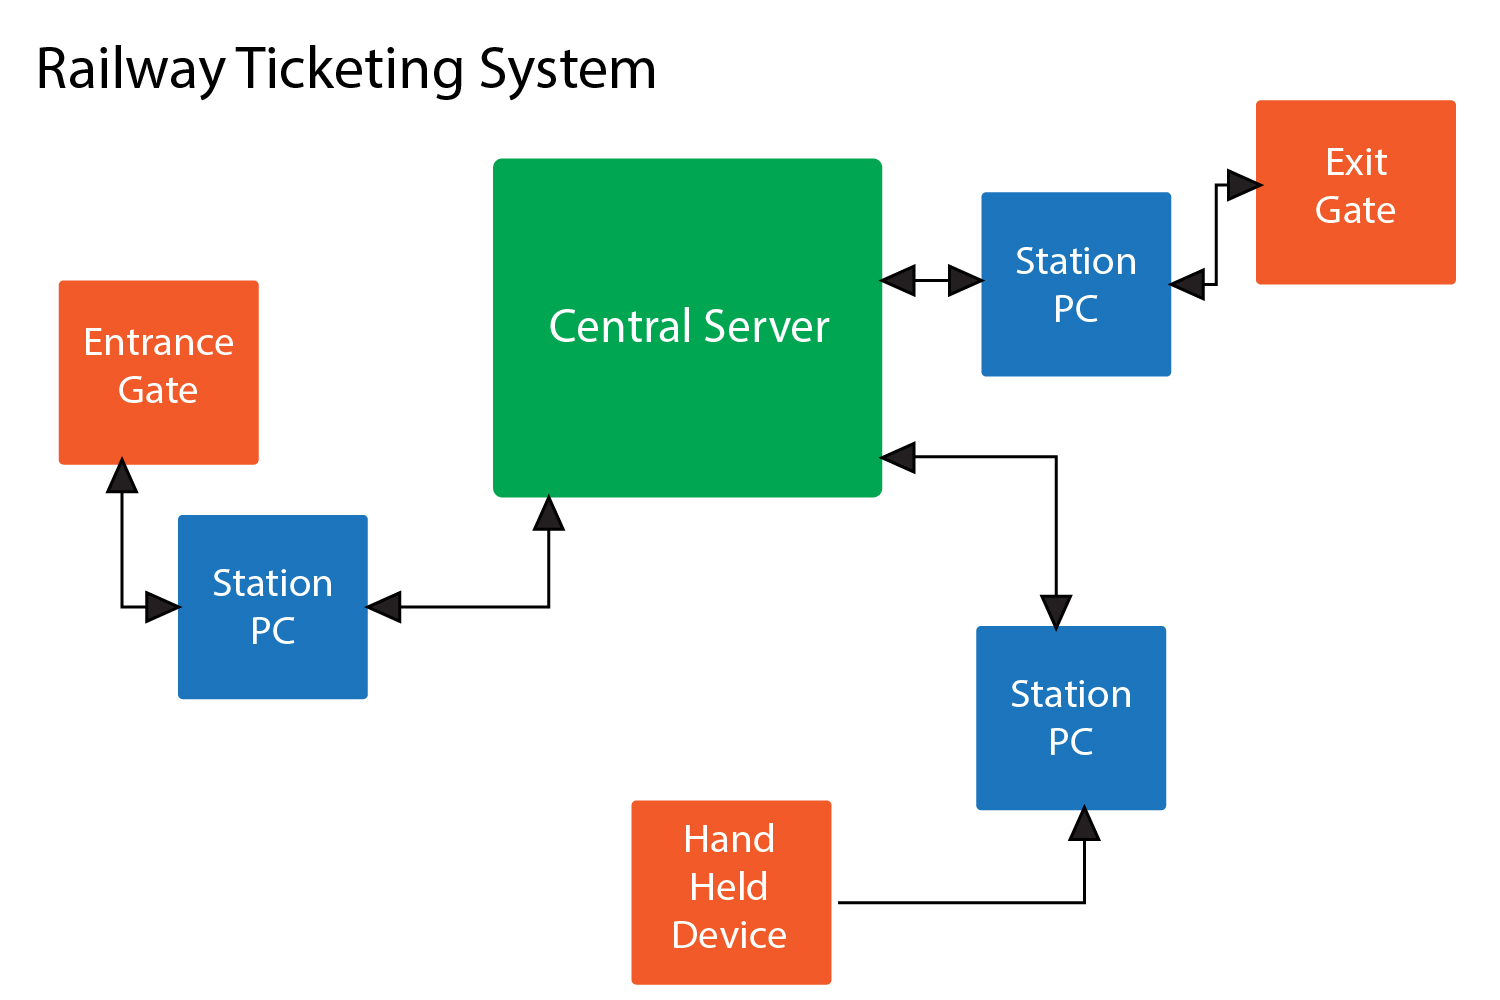 Railway Ticketing System
Exit
Gate
Station
PC
Central Server
Entrance
Gate
Station
PC
Station
PC
Hand
Held
Device